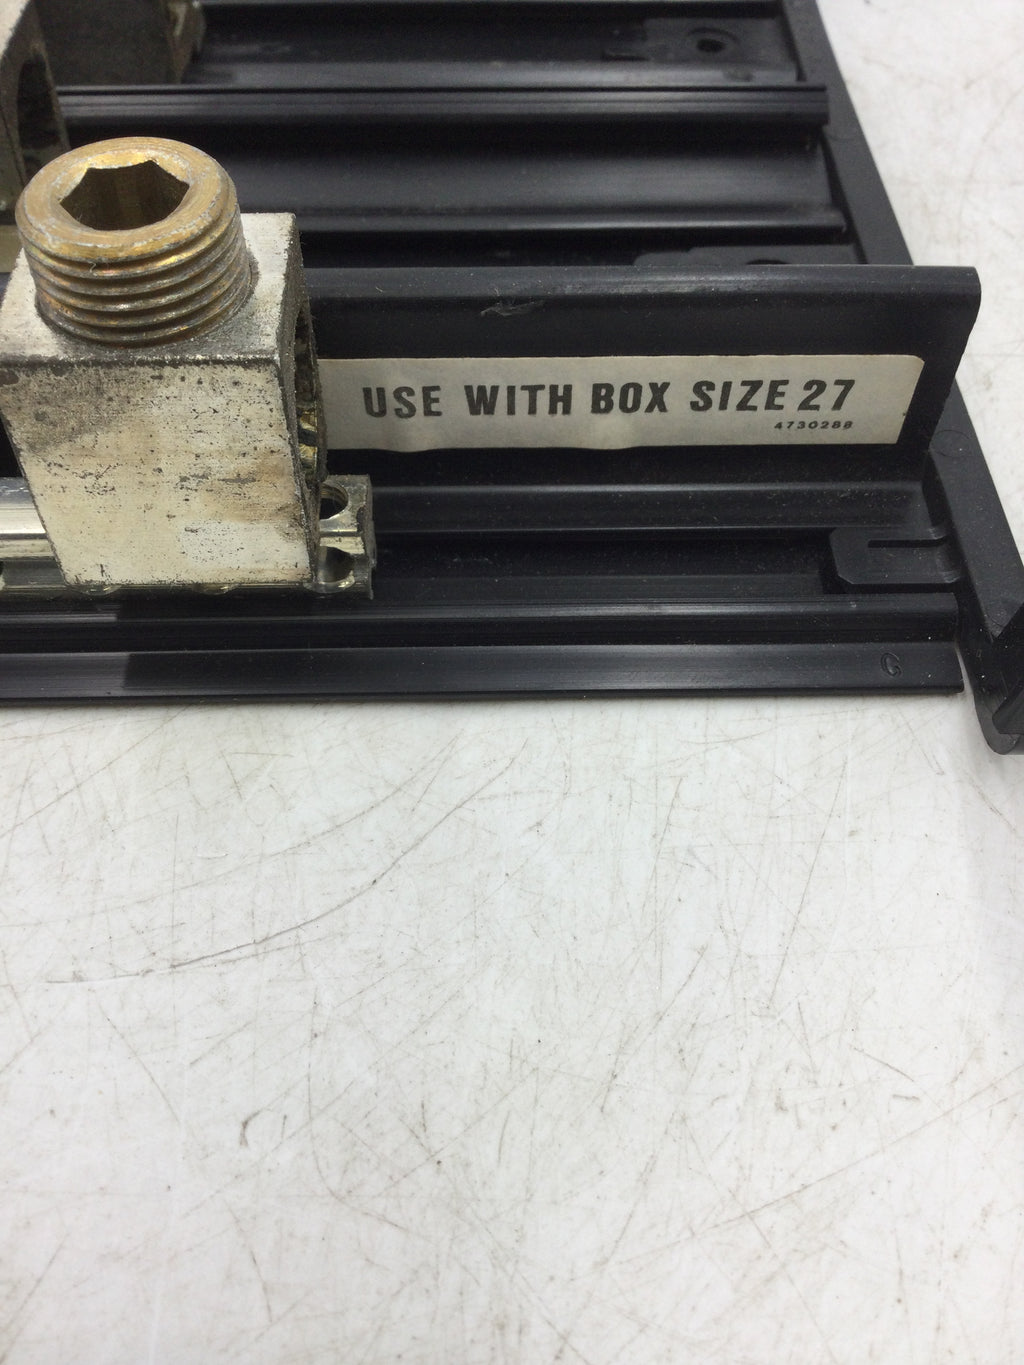 USE WITH BOX SIZE 27
4730288
G